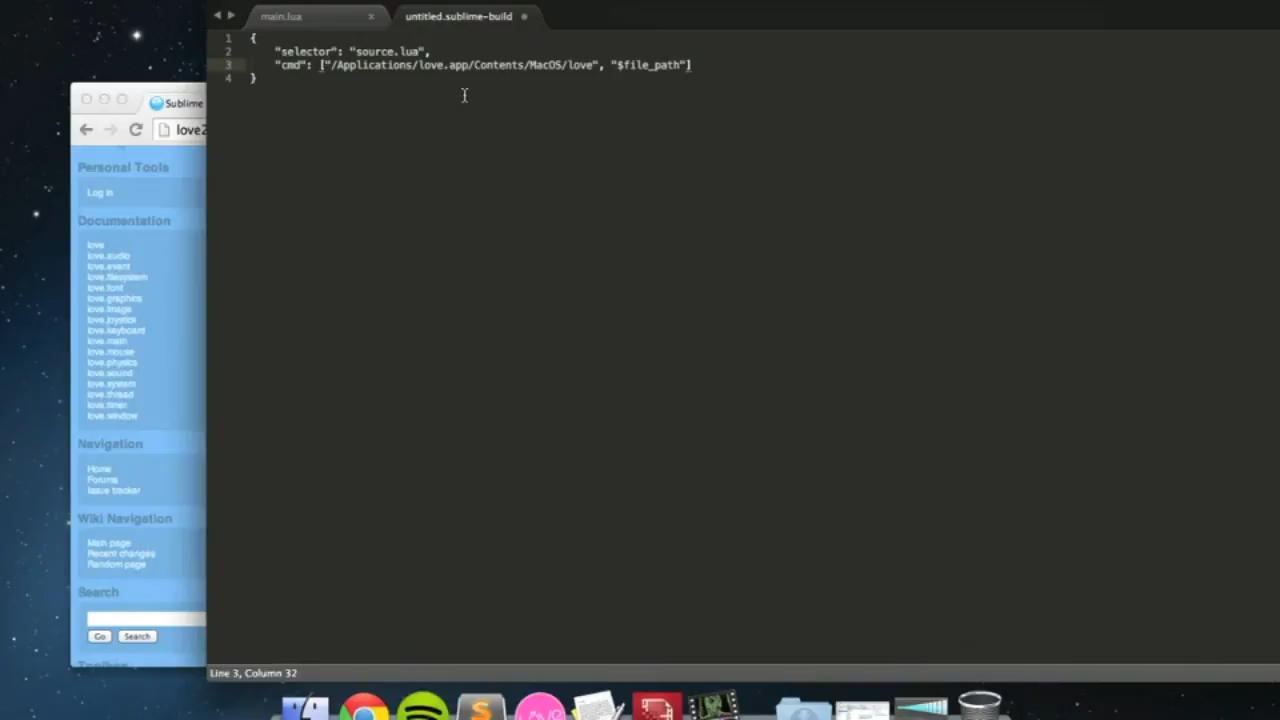 main.lua
untitled.sublime-build
1 {
2 "selector": "source.lua",
3 "cmd": ["/Applications/love.app/Contents/MacOS/love", "$file_path"]
4 }
Sublime
love2
Personal Tools
Log in
Documentation
love
love.audio
love.event
love.filesystem
love.font
love.graphics
love.image
love.joystick
love.keyboard
love.math
love.mouse
love.physics
love.sound
love.system
love.thread
love.timer
love.window
Navigation
Home
Forums
Issue tracker
Wiki Navigation
Main page
Recent changes
Random page
Search
Go
Search
Toolbox
Line 3, Column 32
LOVE